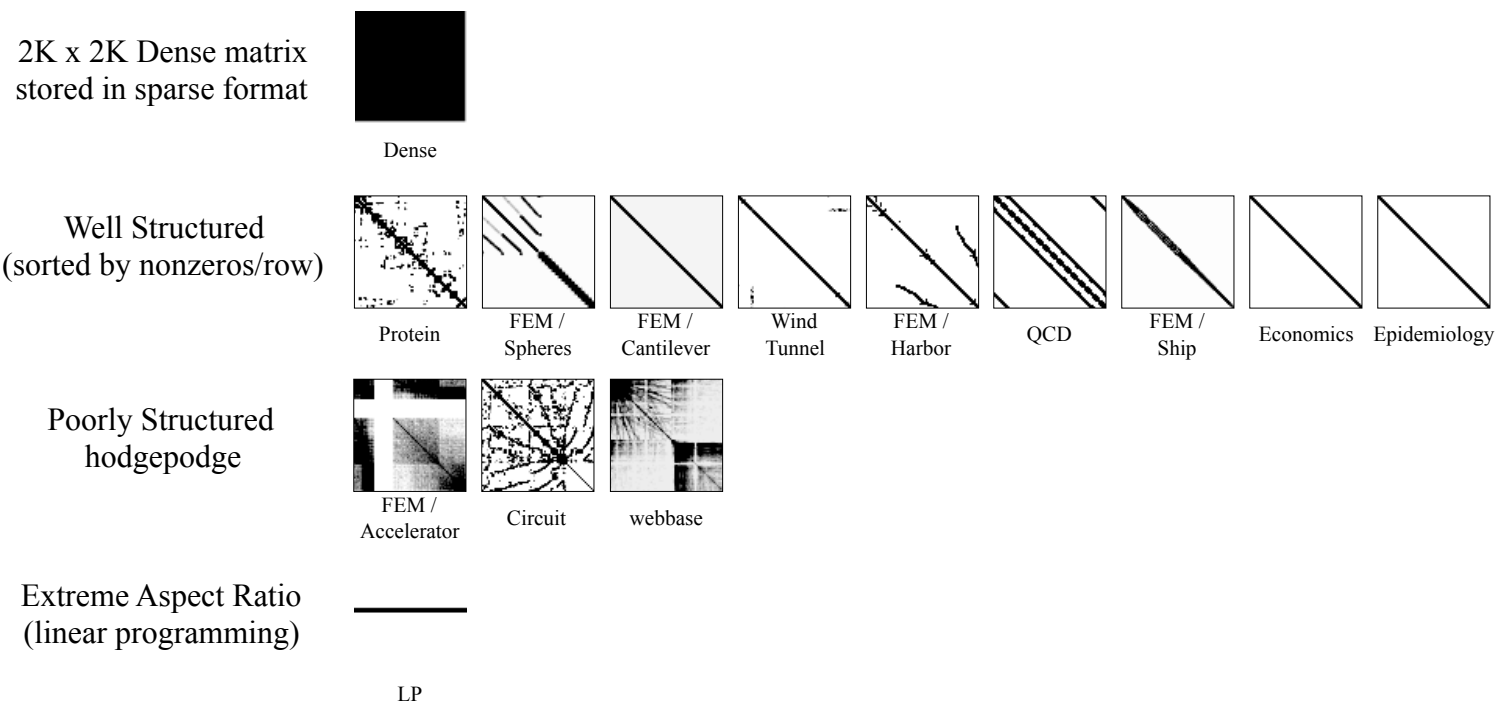 2K x 2K Dense matrix
stored in sparse format
Dense
Well Structured
(sorted by nonzeros/row)
Protein
FEM /
Spheres
FEM /
Cantilever
Wind
Tunnel
FEM /
Harbor
QCD
FEM /
Ship
Economics
Epidemiology
Poorly Structured
hodgepodge
FEM /
Accelerator
Circuit
webbase
Extreme Aspect Ratio
(linear programming)
LP